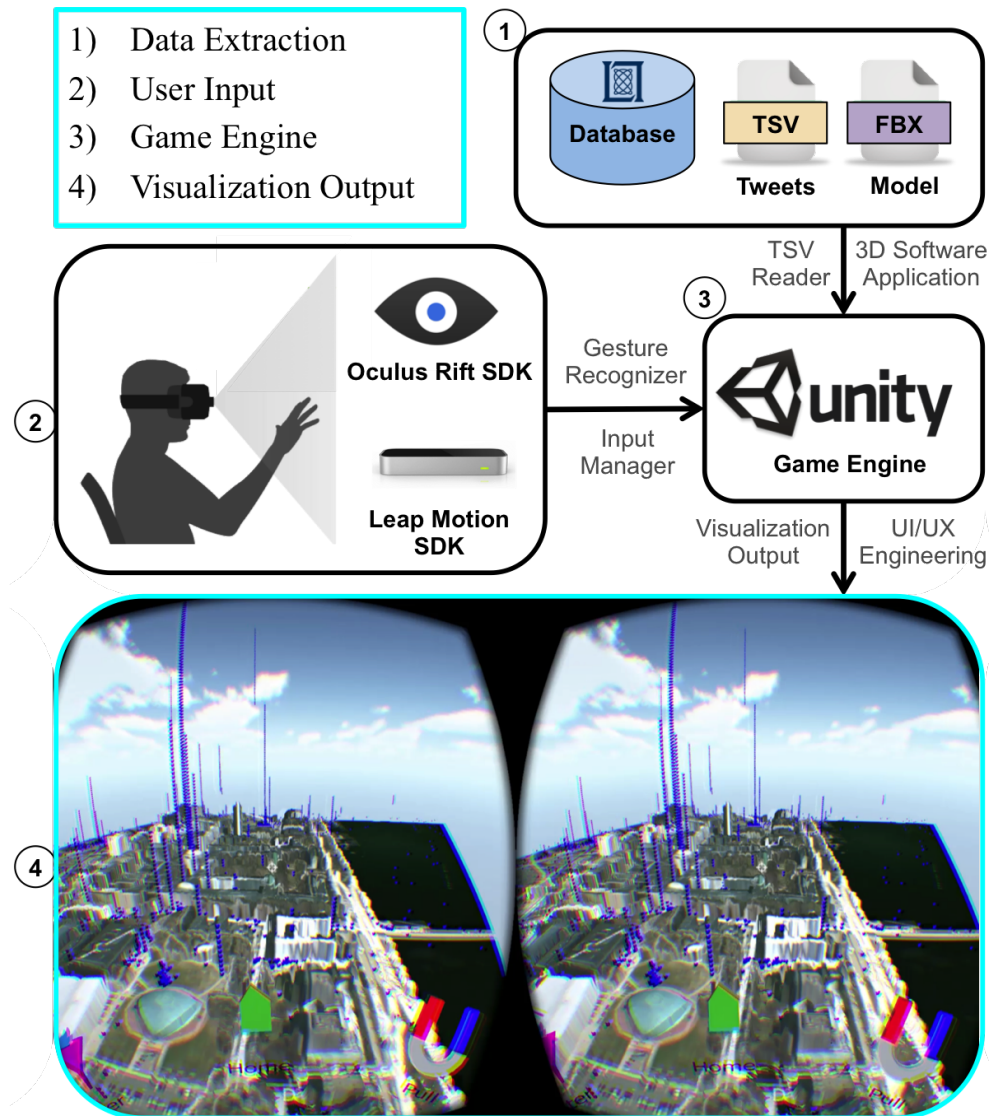 1) Data Extraction
2) User Input
3) Game Engine
4) Visualization Output
1
Database
TSV
FBX
Tweets
Model
TSV
Reader
3D Software
Application
2
Oculus Rift SDK
Leap Motion
SDK
Gesture
Recognizer
Input
Manager
3
unity
Game Engine
Visualization
Output
UI/UX
Engineering
4
Home
Pull
Home
Pull